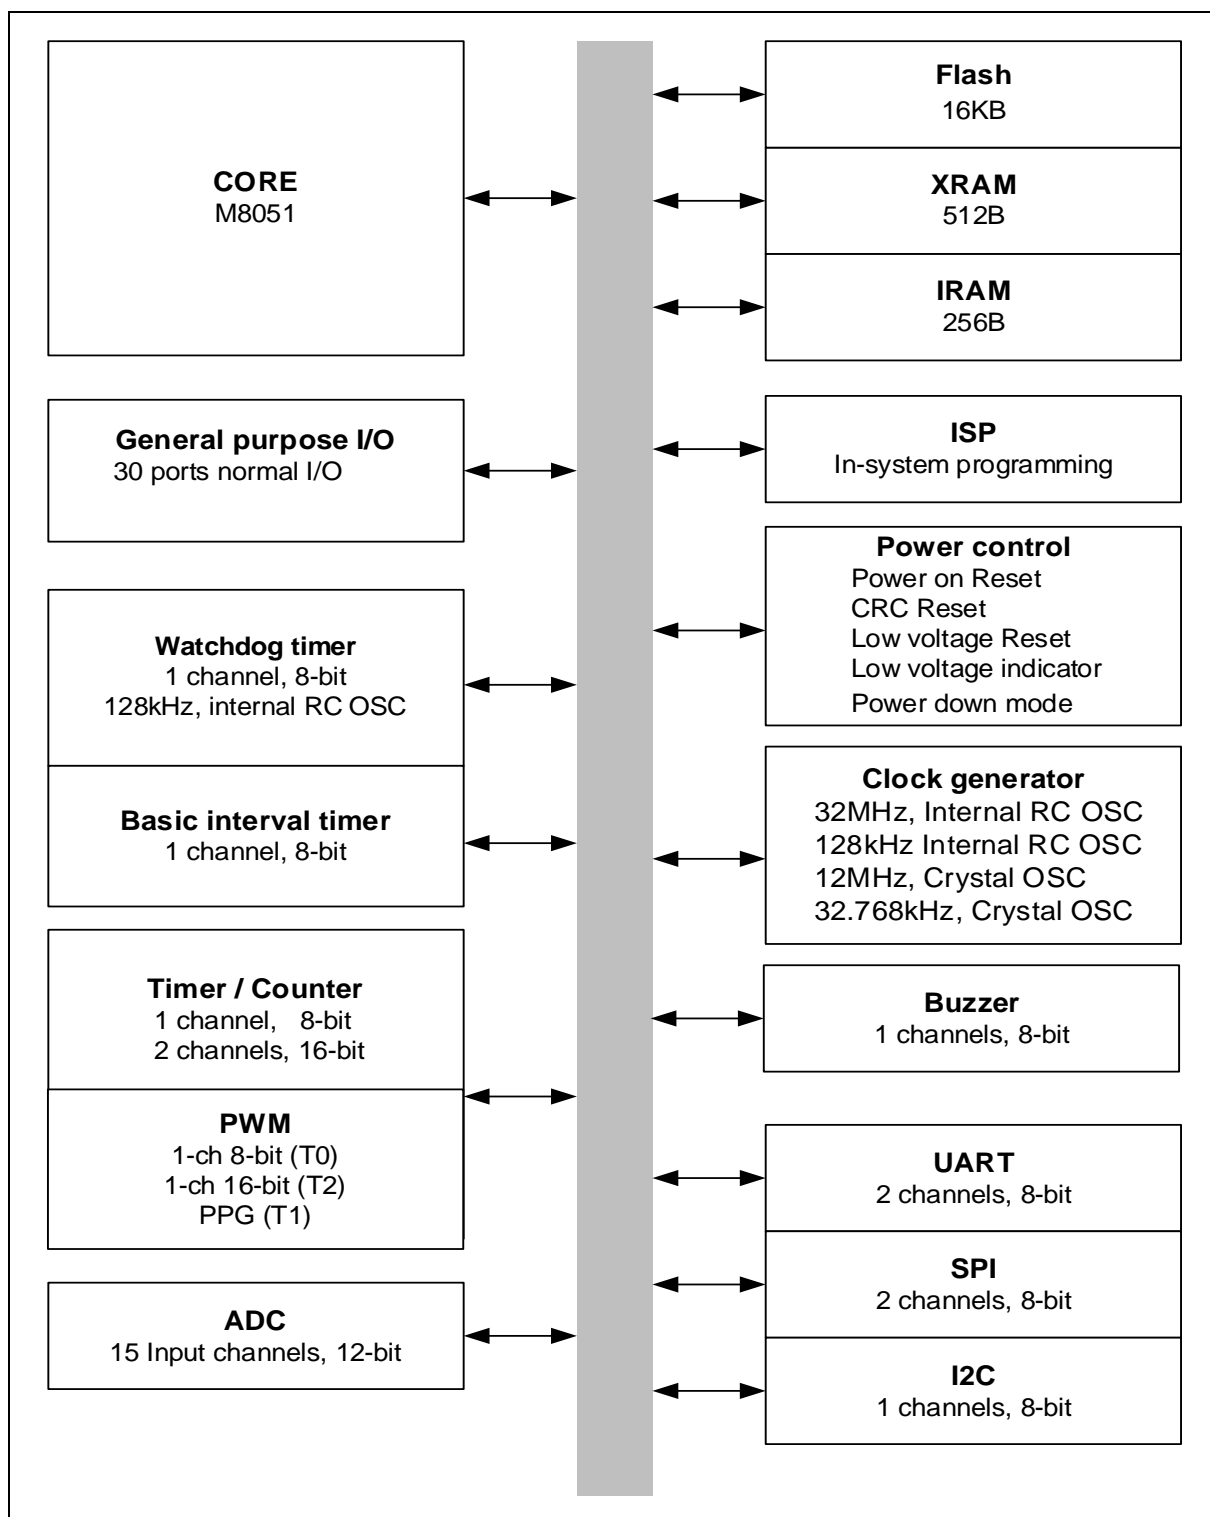 CORE
M8051
General purpose I/O
30 ports normal I/O
Watchdog timer
1 channel, 8-bit
128kHz, internal RC OSC
Basic interval timer
1 channel, 8-bit
Timer / Counter
1 channel, 8-bit
2 channels, 16-bit
PWM
1-ch 8-bit (T0)
1-ch 16-bit (T2)
PPG (T1)
ADC
15 Input channels, 12-bit
Flash
16KB
XRAM
512B
IRAM
256B
ISP
In-system programming
Power control
Power on Reset
CRC Reset
Low voltage Reset
Low voltage indicator
Power down mode
Clock generator
32MHz, Internal RC OSC
128kHz Internal RC OSC
12MHz, Crystal OSC
32.768kHz, Crystal OSC
Buzzer
1 channels, 8-bit
UART
2 channels, 8-bit
SPI
2 channels, 8-bit
I2C
1 channels, 8-bit